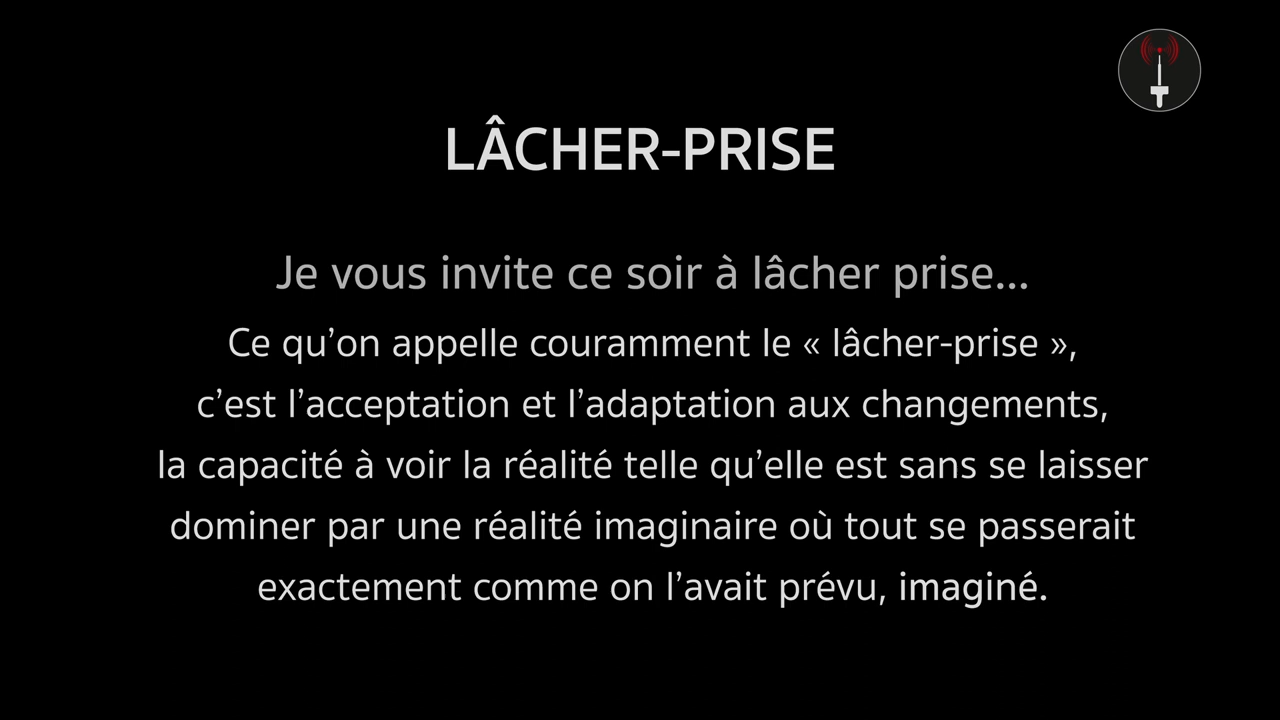 LÂCHER-PRISE
Je vous invite ce soir à lâcher prise...
Ce qu’on appelle couramment le « lâcher-prise »,
c’est l’acceptation et l’adaptation aux changements,
la capacité à voir la réalité telle qu’elle est sans se laisser
dominer par une réalité imaginaire où tout se passerait
exactement comme on l’avait prévu, imaginé.